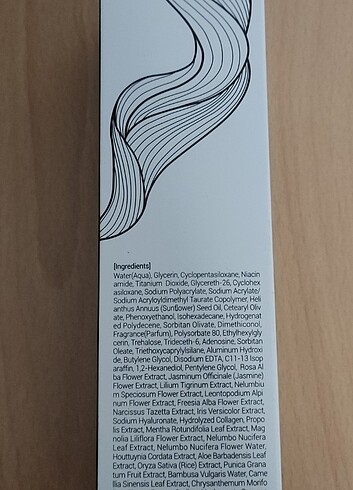 [Ingredients]
Water(Aqua), Glycerin, Cyclopentasiloxane, Niacin
amide, Titanium Dioxide, Glycereth-26, Cyclohex
asiloxane, Sodium Polyacrylate, Sodium Acrylate/
Sodium Acryloyldimethyl Taurate Copolymer, Heli
anthus Annuus (Sunflower) Seed Oil, Cetearyl Oliv
ate, Phenoxyethanol, Isohexadecane, Hydrogenat
ed Polydecene, Sorbitan Olivate, Dimethiconol,
Fragrance(Parfum), Polysorbate 80, Ethylhexylgly
cerin, Trehalose, Trideceth-6, Adenosine, Sorbitan
Oleate, Triethoxycaprylylsilane, Aluminum Hydroxi
de, Butylene Glycol, Disodium EDTA, C11-13 Isop
araffin, 1,2-Hexanediol, Pentylene Glycol, Rosa Al
ba Flower Extract, Jasminum Officinale (Jasmine)
Flower Extract, Lilium Tigrinum Extract, Nelumbiu
m Speciosum Flower Extract, Leontopodium Alpi
num Flower Extract, Freesia Alba Flower Extract,
Narcissus Tazetta Extract, Iris Versicolor Extract,
Sodium Hyaluronate, Hydrolyzed Collagen, Propo
lis Extract, Mentha Rotundifolia Leaf Extract, Mag
nolia Liliflora Flower Extract, Nelumbo Nucifera
Leaf Extract, Nelumbo Nucifera Flower Water,
Houttuynia Cordata Extract, Aloe Barbadensis Leaf
Extract, Oryza Sativa (Rice) Extract, Punica Grana
tum Fruit Extract, Bambusa Vulgaris Water, Came
llia Sinensis Leaf Extract, Chrysanthemum Morifo